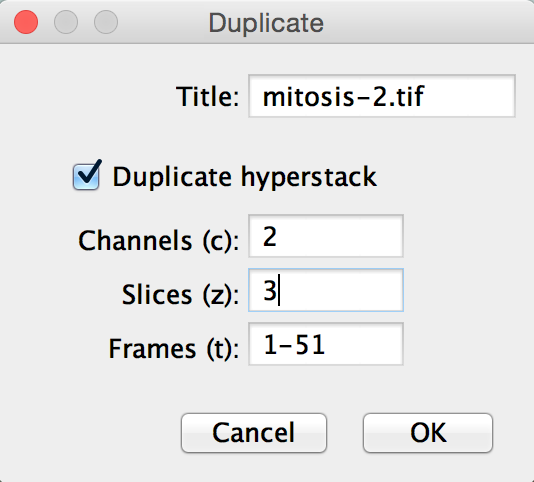 Duplicate
Title: mitosis-2.tif
Duplicate hyperstack
Channels (c): 2
Slices (z): 3
Frames (t): 1-51
Cancel OK